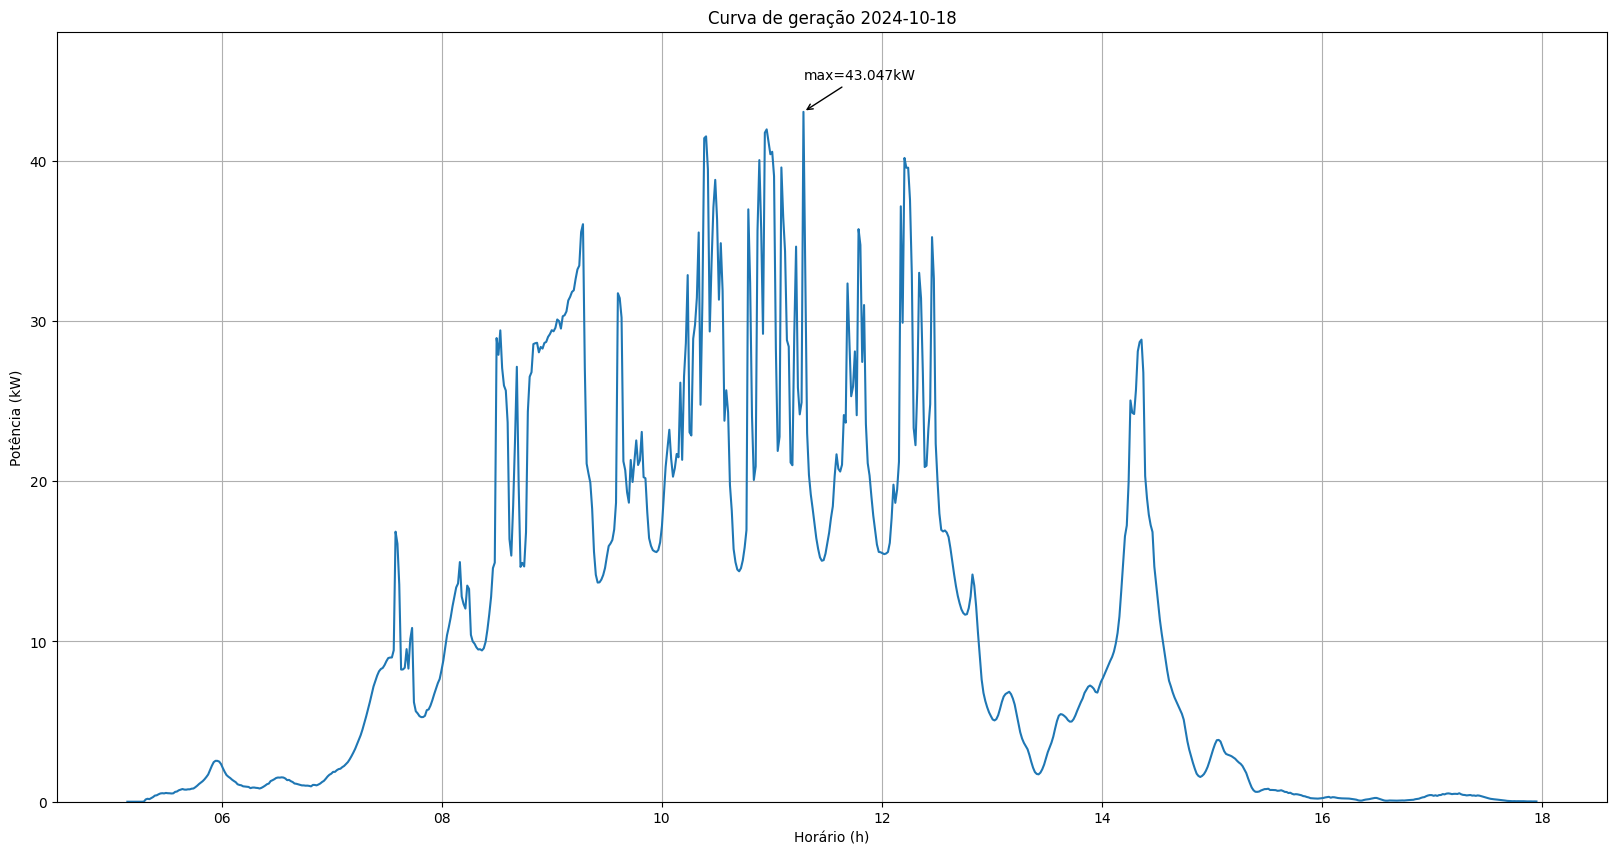 Curva de geração 2024-10-18
max=43.047kW
Potência (kW)
40
30
20
10
0
06 08 10 12 14 16 18
Horário (h)